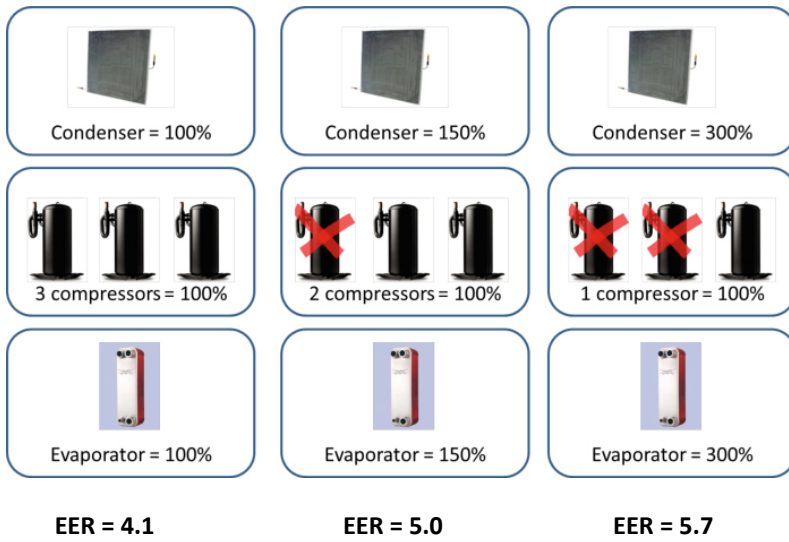 Condenser = 100%
Condenser = 150%
Condenser = 300%
3 compressors = 100%
2 compressors = 100%
1 compressor = 100%
Evaporator = 100%
Evaporator = 150%
Evaporator = 300%
EER = 4.1
EER = 5.0
EER = 5.7